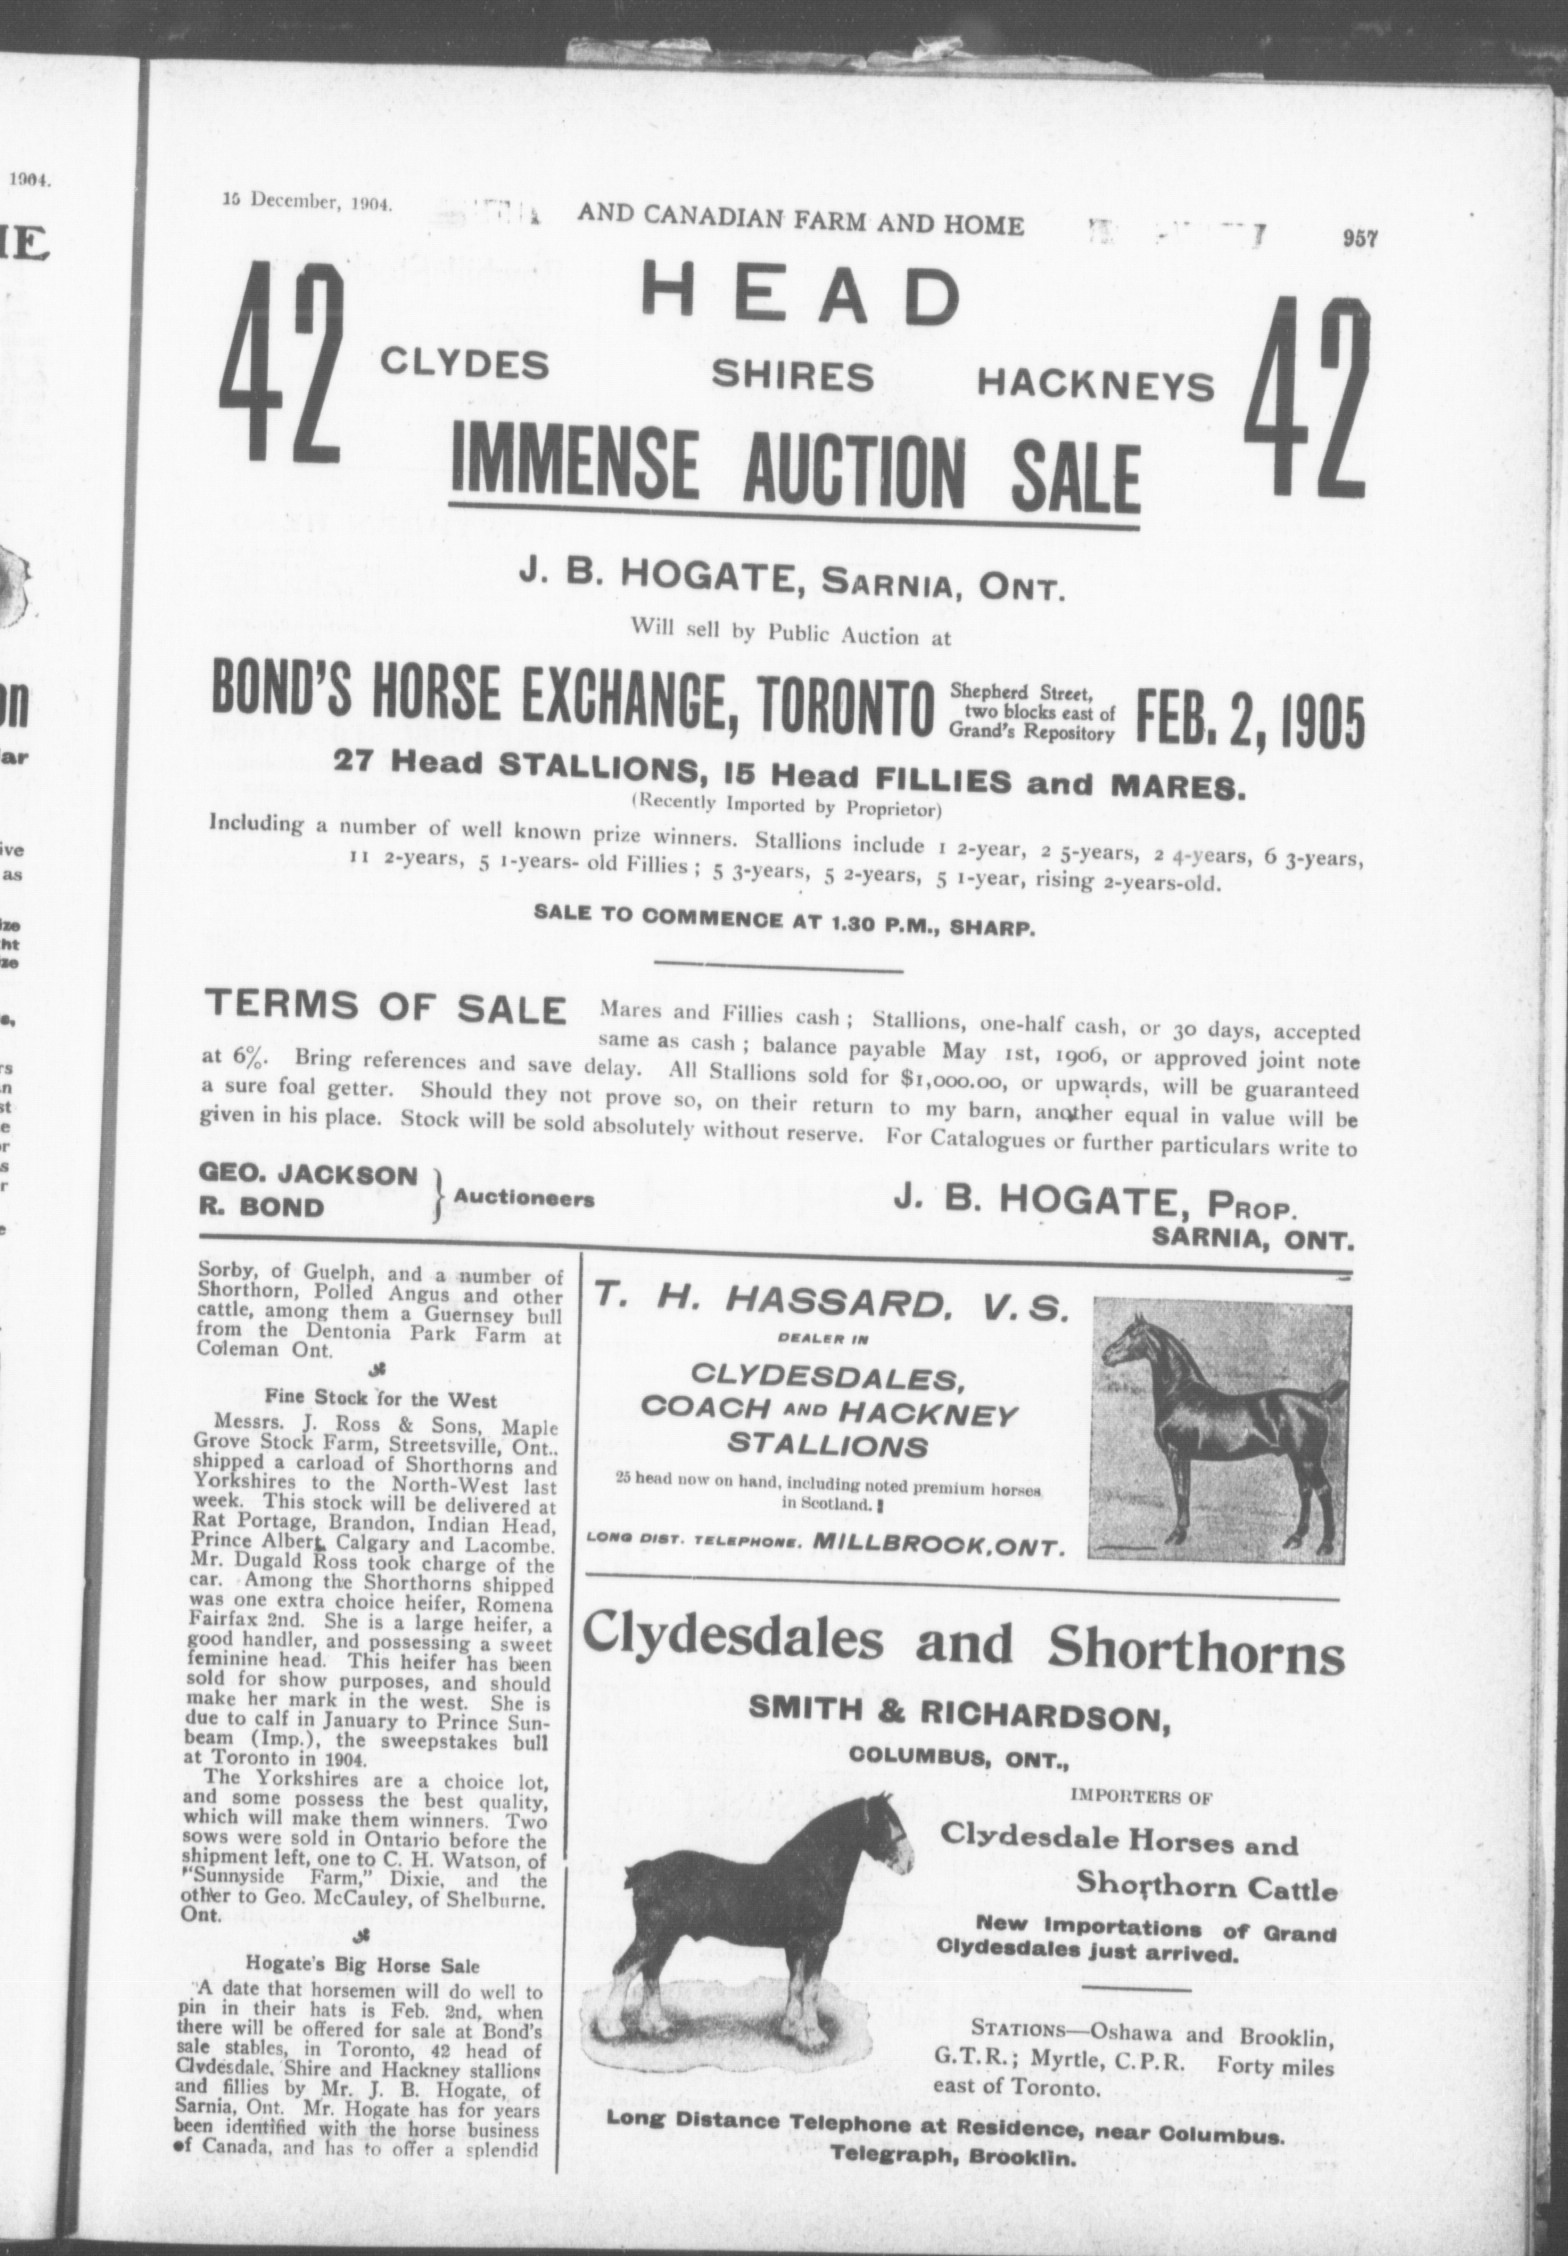 1904.
15 December, 1904.
AND CANADIAN FARM AND HOME
957
42
HEAD
42
CLYDES SHIRES HACKNEYS
IMMENSE AUCTION SALE
J. B. HOGATE, SARNIA, ONT.
Will sell by Public Auction at
BOND'S HORSE EXCHANGE, TORONTO
Shepherd Street,
two blocks east of
Grand's Repository
FEB. 2, 1905
27 Head STALLIONS, 15 Head FILLIES and MARES.
(Recently Imported by Proprietor)
Including a number of well known prize winners. Stallions include 1 2-year, 2 5-years, 2 4-years, 6 3-years,
11 2-years, 5 1-years- old Fillies; 5 3-years, 5 2-years, 5 1-year, rising 2-years-old.
SALE TO COMMENCE AT 1.30 P.M., SHARP.
TERMS OF SALE
Mares and Fillies cash; Stallions, one-half cash, or 30 days, accepted
same as cash; balance payable May 1st, 1906, or approved joint note
at 6%. Bring references and save delay. All Stallions sold for $1,000.00, or upwards, will be guaranteed
a sure foal getter. Should they not prove so, on their return to my barn, another equal in value will be
given in his place. Stock will be sold absolutely without reserve. For Catalogues or further particulars write to
GEO. JACKSON
R. BOND
} Auctioneers
J. B. HOGATE, PROP.
SARNIA, ONT.
Sorby, of Guelph, and a number of
Shorthorn, Polled Angus and other
cattle, among them a Guernsey bull
from the Dentonia Park Farm at
Coleman Ont.
Fine Stock for the West
Messrs. J. Ross & Sons, Maple
Grove Stock Farm, Streetsville, Ont.,
shipped a carload of Shorthorns and
Yorkshires to the North-West last
week. This stock will be delivered at
Rat Portage, Brandon, Indian Head,
Prince Albert, Calgary and Lacombe.
Mr. Dugald Ross took charge of the
car. Among the Shorthorns shipped
was one extra choice heifer, Romena
Fairfax 2nd. She is a large heifer, a
good handler, and possessing a sweet
feminine head. This heifer has been
sold for show purposes, and should
make her mark in the west. She is
due to calf in January to Prince Sun-
beam (Imp.), the sweepstakes bull
at Toronto in 1904.
The Yorkshires are a choice lot,
and some possess the best quality,
which will make them winners. Two
sows were sold in Ontario before the
shipment left, one to C. H. Watson, of
"Sunnyside Farm," Dixie, and the
other to Geo. McCauley, of Shelburne,
Ont.
Hogate's Big Horse Sale
A date that horsemen will do well to
pin in their hats is Feb. 2nd, when
there will be offered for sale at Bond's
sale stables, in Toronto, 42 head of
Clydesdale, Shire and Hackney stallions
and fillies by Mr. J. B. Hogate, of
Sarnia, Ont. Mr. Hogate has for years
been identified with the horse business
of Canada, and has to offer a splendid
T. H. HASSARD, V.S.
DEALER IN
CLYDESDALES,
COACH AND HACKNEY
STALLIONS
25 head now on hand, including noted premium horses
in Scotland.
LONG DIST. TELEPHONE. MILLBROOK, ONT.
Clydesdales and Shorthorns
SMITH & RICHARDSON,
COLUMBUS, ONT.,
IMPORTERS OF
Clydesdale Horses and
Shorthorn Cattle
New Importations of Grand
Clydesdales just arrived.
STATIONS—Oshawa and Brooklin,
G.T.R.; Myrtle, C.P.R. Forty miles
east of Toronto.
Long Distance Telephone at Residence, near Columbus.
Telegraph, Brooklin.